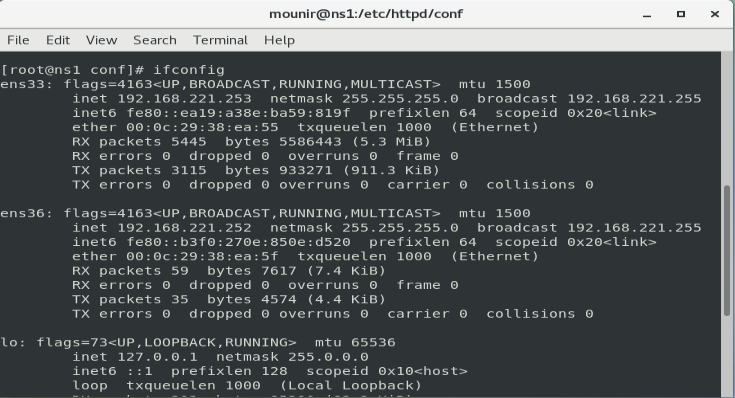 mounir@ns1:/etc/httpd/conf
File Edit View Search Terminal Help
[root@ns1 conf]# ifconfig
ens33: flags=4163<UP,BROADCAST,RUNNING,MULTICAST>  mtu 1500
        inet 192.168.221.253  netmask 255.255.255.0  broadcast 192.168.221.255
        inet6 fe80::ea19:a38e:ba59:819f  prefixlen 64  scopeid 0x20<link>
        ether 00:0c:29:38:ea:55  txqueuelen 1000  (Ethernet)
        RX packets 5445  bytes 5586443 (5.3 MiB)
        RX errors 0  dropped 0  overruns 0  frame 0
        TX packets 3115  bytes 933271 (911.3 KiB)
        TX errors 0  dropped 0 overruns 0  carrier 0  collisions 0
ens36: flags=4163<UP,BROADCAST,RUNNING,MULTICAST>  mtu 1500
        inet 192.168.221.252  netmask 255.255.255.0  broadcast 192.168.221.255
        inet6 fe80::b3f0:270e:850e:d520  prefixlen 64  scopeid 0x20<link>
        ether 00:0c:29:38:ea:5f  txqueuelen 1000  (Ethernet)
        RX packets 59  bytes 7617 (7.4 KiB)
        RX errors 0  dropped 0  overruns 0  frame 0
        TX packets 35  bytes 4574 (4.4 KiB)
        TX errors 0  dropped 0 overruns 0  carrier 0  collisions 0
lo: flags=73<UP,LOOPBACK,RUNNING>  mtu 65536
        inet 127.0.0.1  netmask 255.0.0.0
        inet6 ::1  prefixlen 128  scopeid 0x10<host>
        loop  txqueuelen 1000  (Local Loopback)